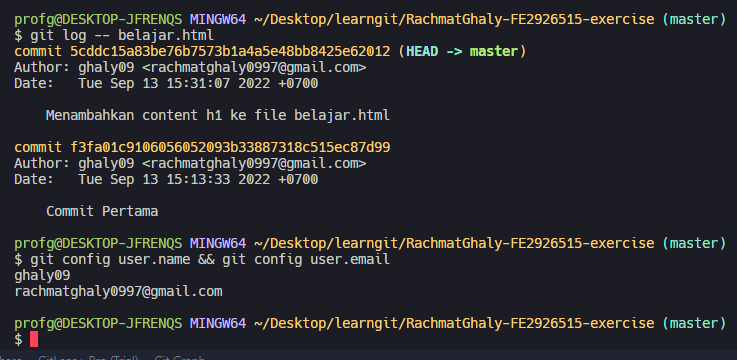 profg@DESKTOP-JFRENQS MINGW64 ~/Desktop/learngit/RachmatGhaly-FE2926515-exercise (master)
$ git log -- belajar.html
commit 5cddc15a83be76b7573b1a4a5e48bb8425e62012 (HEAD -> master)
Author: ghaly09 <rachmatghaly0997@gmail.com>
Date:   Tue Sep 13 15:31:07 2022 +0700
    Menambahkan content h1 ke file belajar.html
commit f3fa01c9106056052093b33887318c515ec87d99
Author: ghaly09 <rachmatghaly0997@gmail.com>
Date:   Tue Sep 13 15:13:33 2022 +0700
    Commit Pertama
profg@DESKTOP-JFRENQS MINGW64 ~/Desktop/learngit/RachmatGhaly-FE2926515-exercise (master)
$ git config user.name && git config user.email
ghaly09
rachmatghaly0997@gmail.com
profg@DESKTOP-JFRENQS MINGW64 ~/Desktop/learngit/RachmatGhaly-FE2926515-exercise (master)
$